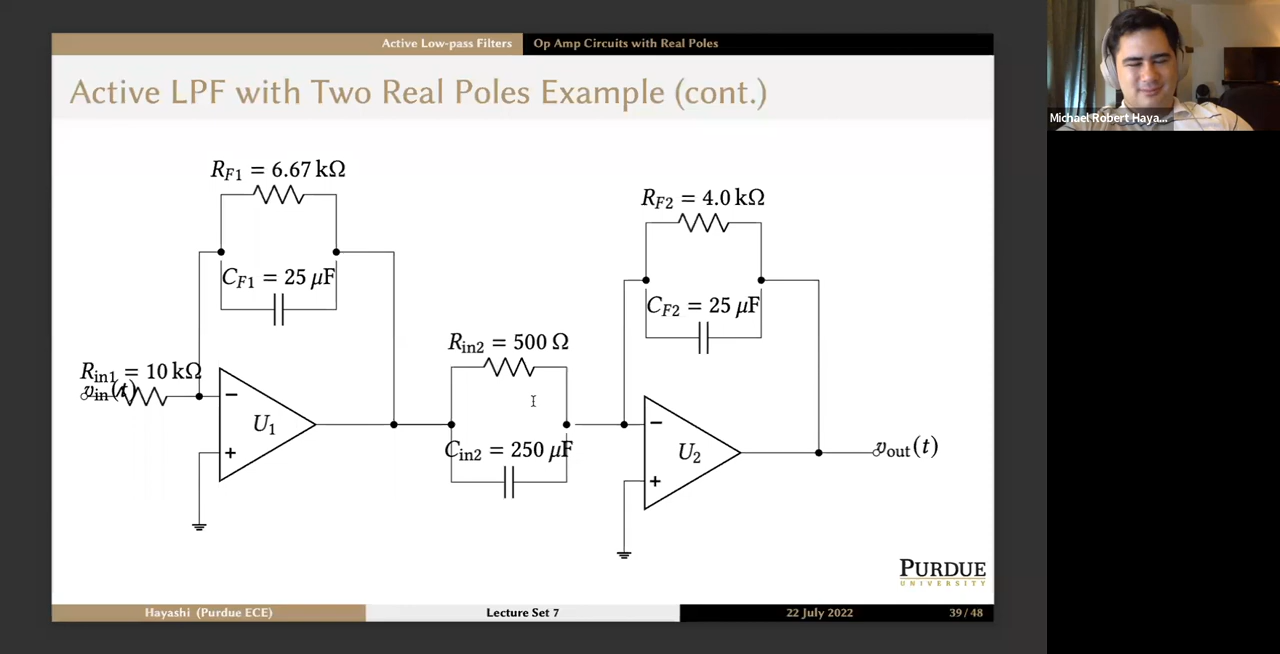 Active Low-pass Filters Op Amp Circuits with Real Poles
Active LPF with Two Real Poles Example (cont.)
R_F1 = 6.67 kΩ
C_F1 = 25 μF
R_in1 = 10 kΩ
v_in(t)
−
+
U_1
R_in2 = 500 Ω
C_in2 = 250 μF
R_F2 = 4.0 kΩ
C_F2 = 25 μF
−
+
U_2
v_out(t)
PURDUE
UNIVERSITY
Hayashi (Purdue ECE) Lecture Set 7 22 July 2022 39 / 48
Michael Robert Haya...